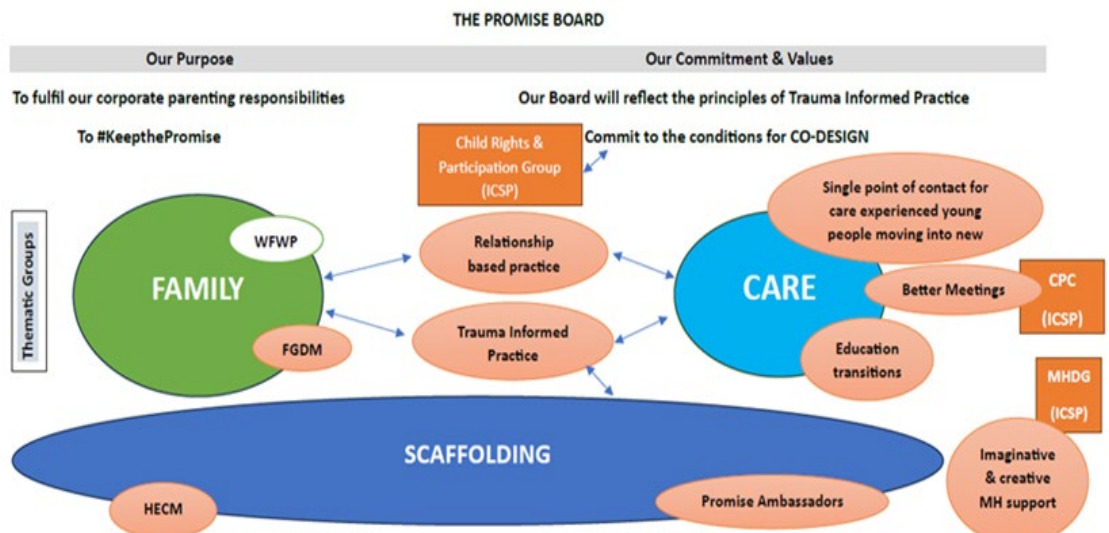 THE PROMISE BOARD
Our Purpose
Our Commitment & Values
To fulfil our corporate parenting responsibilities
Our Board will reflect the principles of Trauma Informed Practice
To #KeepthePromise
Commit to the conditions for CO-DESIGN
Child Rights &
Participation Group
(ICSP)
Single point of contact for
care experienced young
people moving into new
Thematic Groups
WFWP
FAMILY
FGDM
Relationship
based practice
Trauma Informed
Practice
CARE
Better Meetings
CPC
(ICSP)
Education
transitions
MHDG
(ICSP)
SCAFFOLDING
Imaginative
& creative
MH support
HECM
Promise Ambassadors